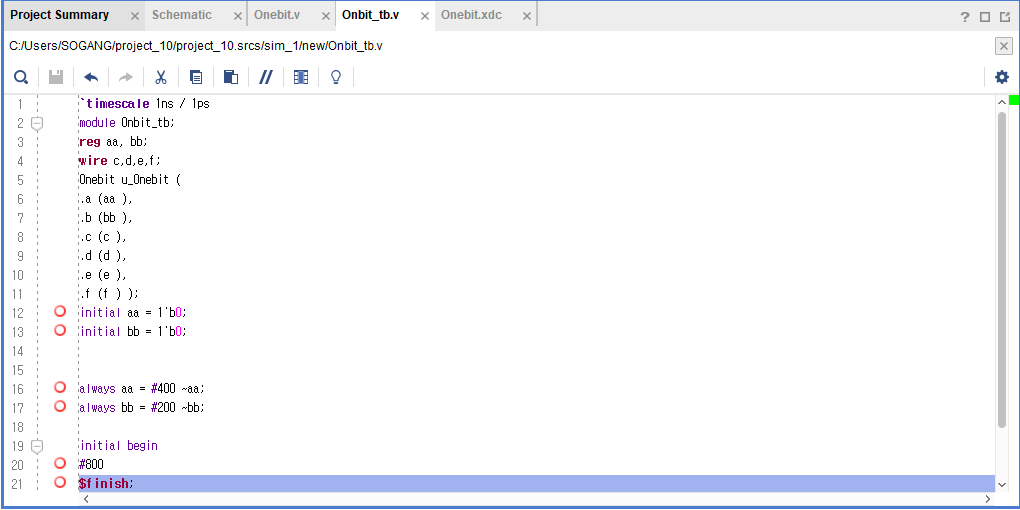 Project Summary × Schematic × Onebit.v × Onbit_tb.v × Onebit.xdc ×
?
C:/Users/SOGANG/project_10/project_10.srcs/sim_1/new/Onbit_tb.v
1 `timescale 1ns / 1ps
2 module Onbit_tb;
3 reg aa, bb;
4 wire c,d,e,f;
5 Onebit u_Onebit (
6 .a (aa ),
7 .b (bb ),
8 .c (c ),
9 .d (d ),
10 .e (e ),
11 .f (f ) );
12 initial aa = 1'b0;
13 initial bb = 1'b0;
14
15
16 always aa = #400 ~aa;
17 always bb = #200 ~bb;
18
19 initial begin
20 #800
21 $finish;